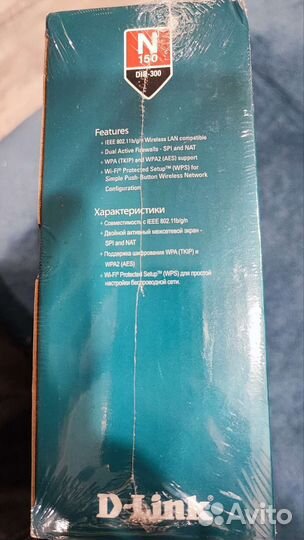 N
150
DIR-300
Features
• IEEE 802.11b/g/n Wireless LAN compatible
• Dual Active Firewalls - SPI and NAT
• WPA (TKIP) and WPA2 (AES) support
• Wi-Fi® Protected Setup™ (WPS) for
Simple Push-Button Wireless Network
Configuration
Характеристики
• Совместимость с IEEE 802.11b/g/n
• Двойной активный межсетевой экран -
SPI and NAT
• Поддержка шифрования WPA (TKIP) и
WPA2 (AES)
• Wi-Fi® Protected Setup™ (WPS) для простой
настройки беспроводной сети.
D-Link
Avito